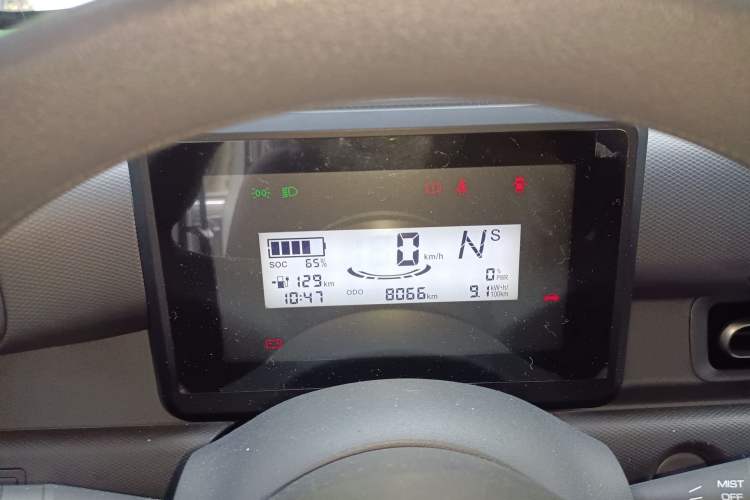 0 km/h N S
SOC 65%
129 km
0 % PWR
10:47 ODO 8066 km 9.1 kW·h/100km
MIST
OFF